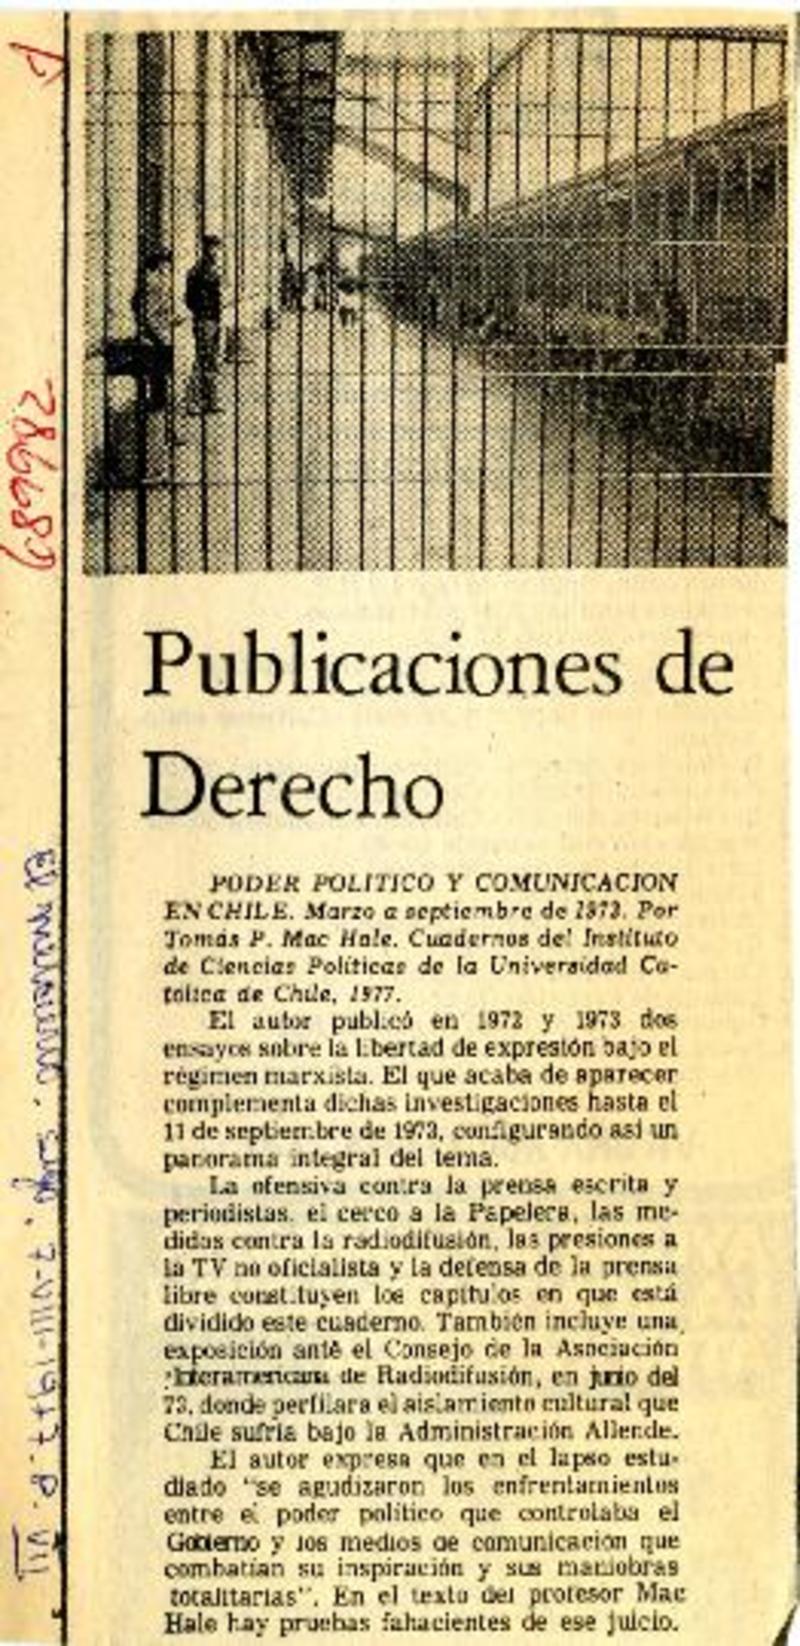 Publicaciones de
Derecho
PODER POLITICO Y COMUNICACION
EN CHILE. Marzo a septiembre de 1973. Por
Tomás P. Mac Hale. Cuadernos del Instituto
de Ciencias Políticas de la Universidad Ca-
tólica de Chile, 1977.
El autor publicó en 1972 y 1973 dos
ensayos sobre la libertad de expresión bajo el
régimen marxista. El que acaba de aparecer
complementa dichas investigaciones hasta el
11 de septiembre de 1973, configurando así un
panorama integral del tema.
La ofensiva contra la prensa escrita y
periodistas, el cerco a la Papelera, las me-
didas contra la radiodifusión, las presiones a
la TV no oficialista y la defensa de la prensa
libre constituyen los capítulos en que está
dividido este cuaderno. También incluye una
exposición ante el Consejo de la Asociación
Interamericana de Radiodifusión, en junio del
73, donde perfilara el aislamiento cultural que
Chile sufría bajo la Administración Allende.
El autor expresa que en el lapso estu-
diado "se agudizaron los enfrentamientos
entre el poder político que controlaba el
Gobierno y los medios de comunicación que
combatían su inspiración y sus maniobras
totalitarias". En el texto del profesor Mac
Hale hay pruebas fahacientes de ese juicio.
689982
El mercurio, Stgo, 7-VIII-1977, p. VII